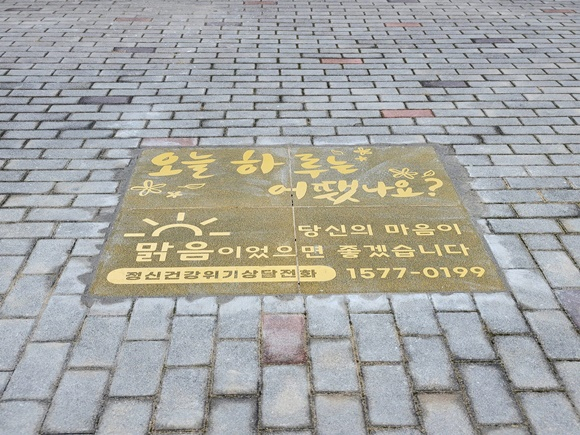 오늘 하루는
어땠나요?
당신의 마음이
맑음이었으면 좋겠습니다
정신건강위기상담전화 1577-0199